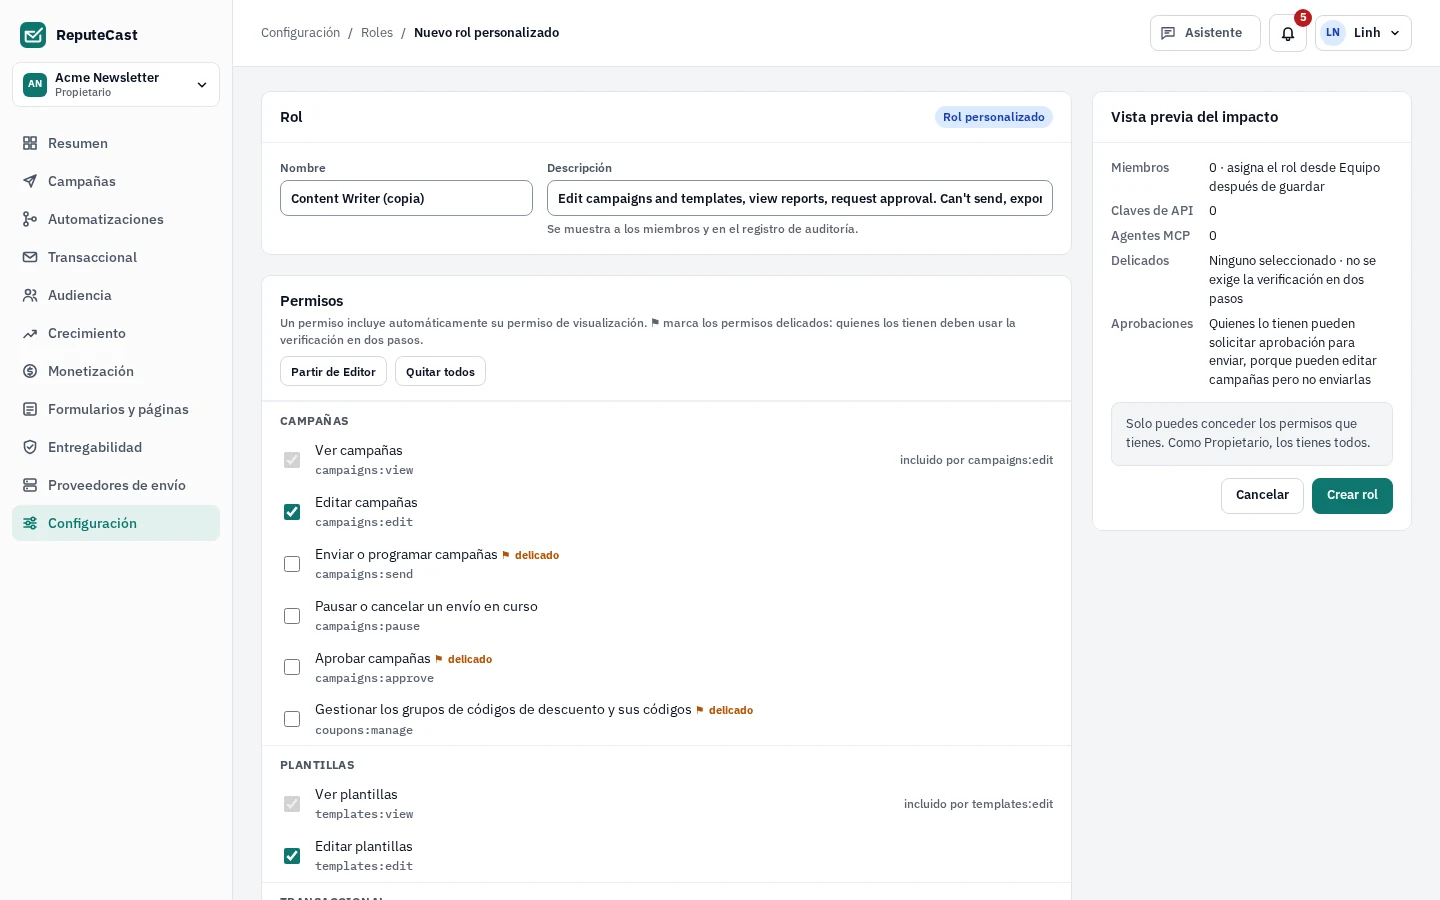 ReputeCast
AN
Acme Newsletter
Propietario
Resumen
Campañas
Automatizaciones
Transaccional
Audiencia
Crecimiento
Monetización
Formularios y páginas
Entregabilidad
Proveedores de envío
Configuración
Configuración / Roles / Nuevo rol personalizado
Asistente
5
LN
Linh
Rol
Rol personalizado
Nombre
Content Writer (copia)
Descripción
Edit campaigns and templates, view reports, request approval. Can't send, expor
Se muestra a los miembros y en el registro de auditoría.
Permisos
Un permiso incluye automáticamente su permiso de visualización. ⚑ marca los permisos delicados: quienes los tienen deben usar la
verificación en dos pasos.
Partir de Editor
Quitar todos
CAMPAÑAS
Ver campañas
campaigns:view
incluido por campaigns:edit
Editar campañas
campaigns:edit
Enviar o programar campañas ⚑ delicado
campaigns:send
Pausar o cancelar un envío en curso
campaigns:pause
Aprobar campañas ⚑ delicado
campaigns:approve
Gestionar los grupos de códigos de descuento y sus códigos ⚑ delicado
coupons:manage
PLANTILLAS
Ver plantillas
templates:view
incluido por templates:edit
Editar plantillas
templates:edit
TRANSACCIONAL
Vista previa del impacto
Miembros
0 · asigna el rol desde Equipo
después de guardar
Claves de API
0
Agentes MCP
0
Delicados
Ninguno seleccionado · no se
exige la verificación en dos
pasos
Aprobaciones
Quienes lo tienen pueden
solicitar aprobación para
enviar, porque pueden editar
campañas pero no enviarlas
Solo puedes conceder los permisos que
tienes. Como Propietario, los tienes todos.
Cancelar
Crear rol